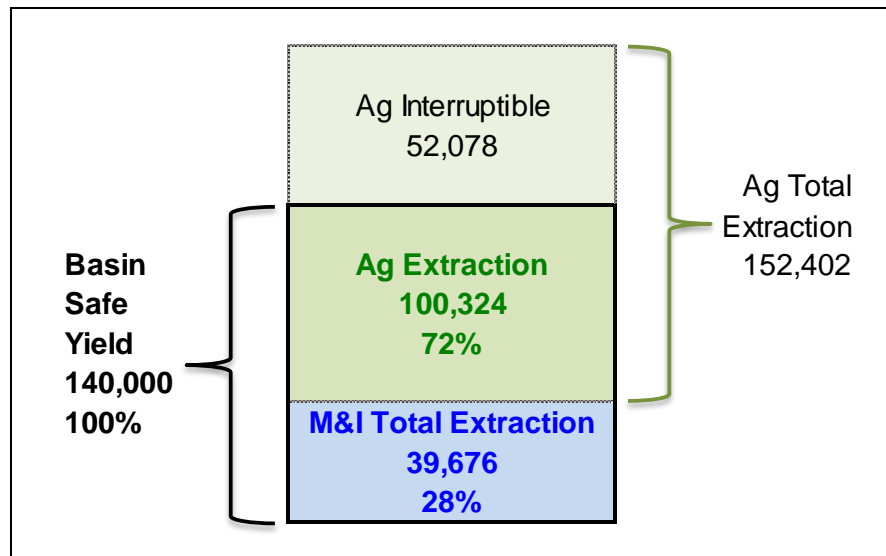 Ag Interruptible
52,078
Ag Total
Extraction
152,402
Basin
Safe
Yield
140,000
100%
Ag Extraction
100,324
72%
M&I Total Extraction
39,676
28%